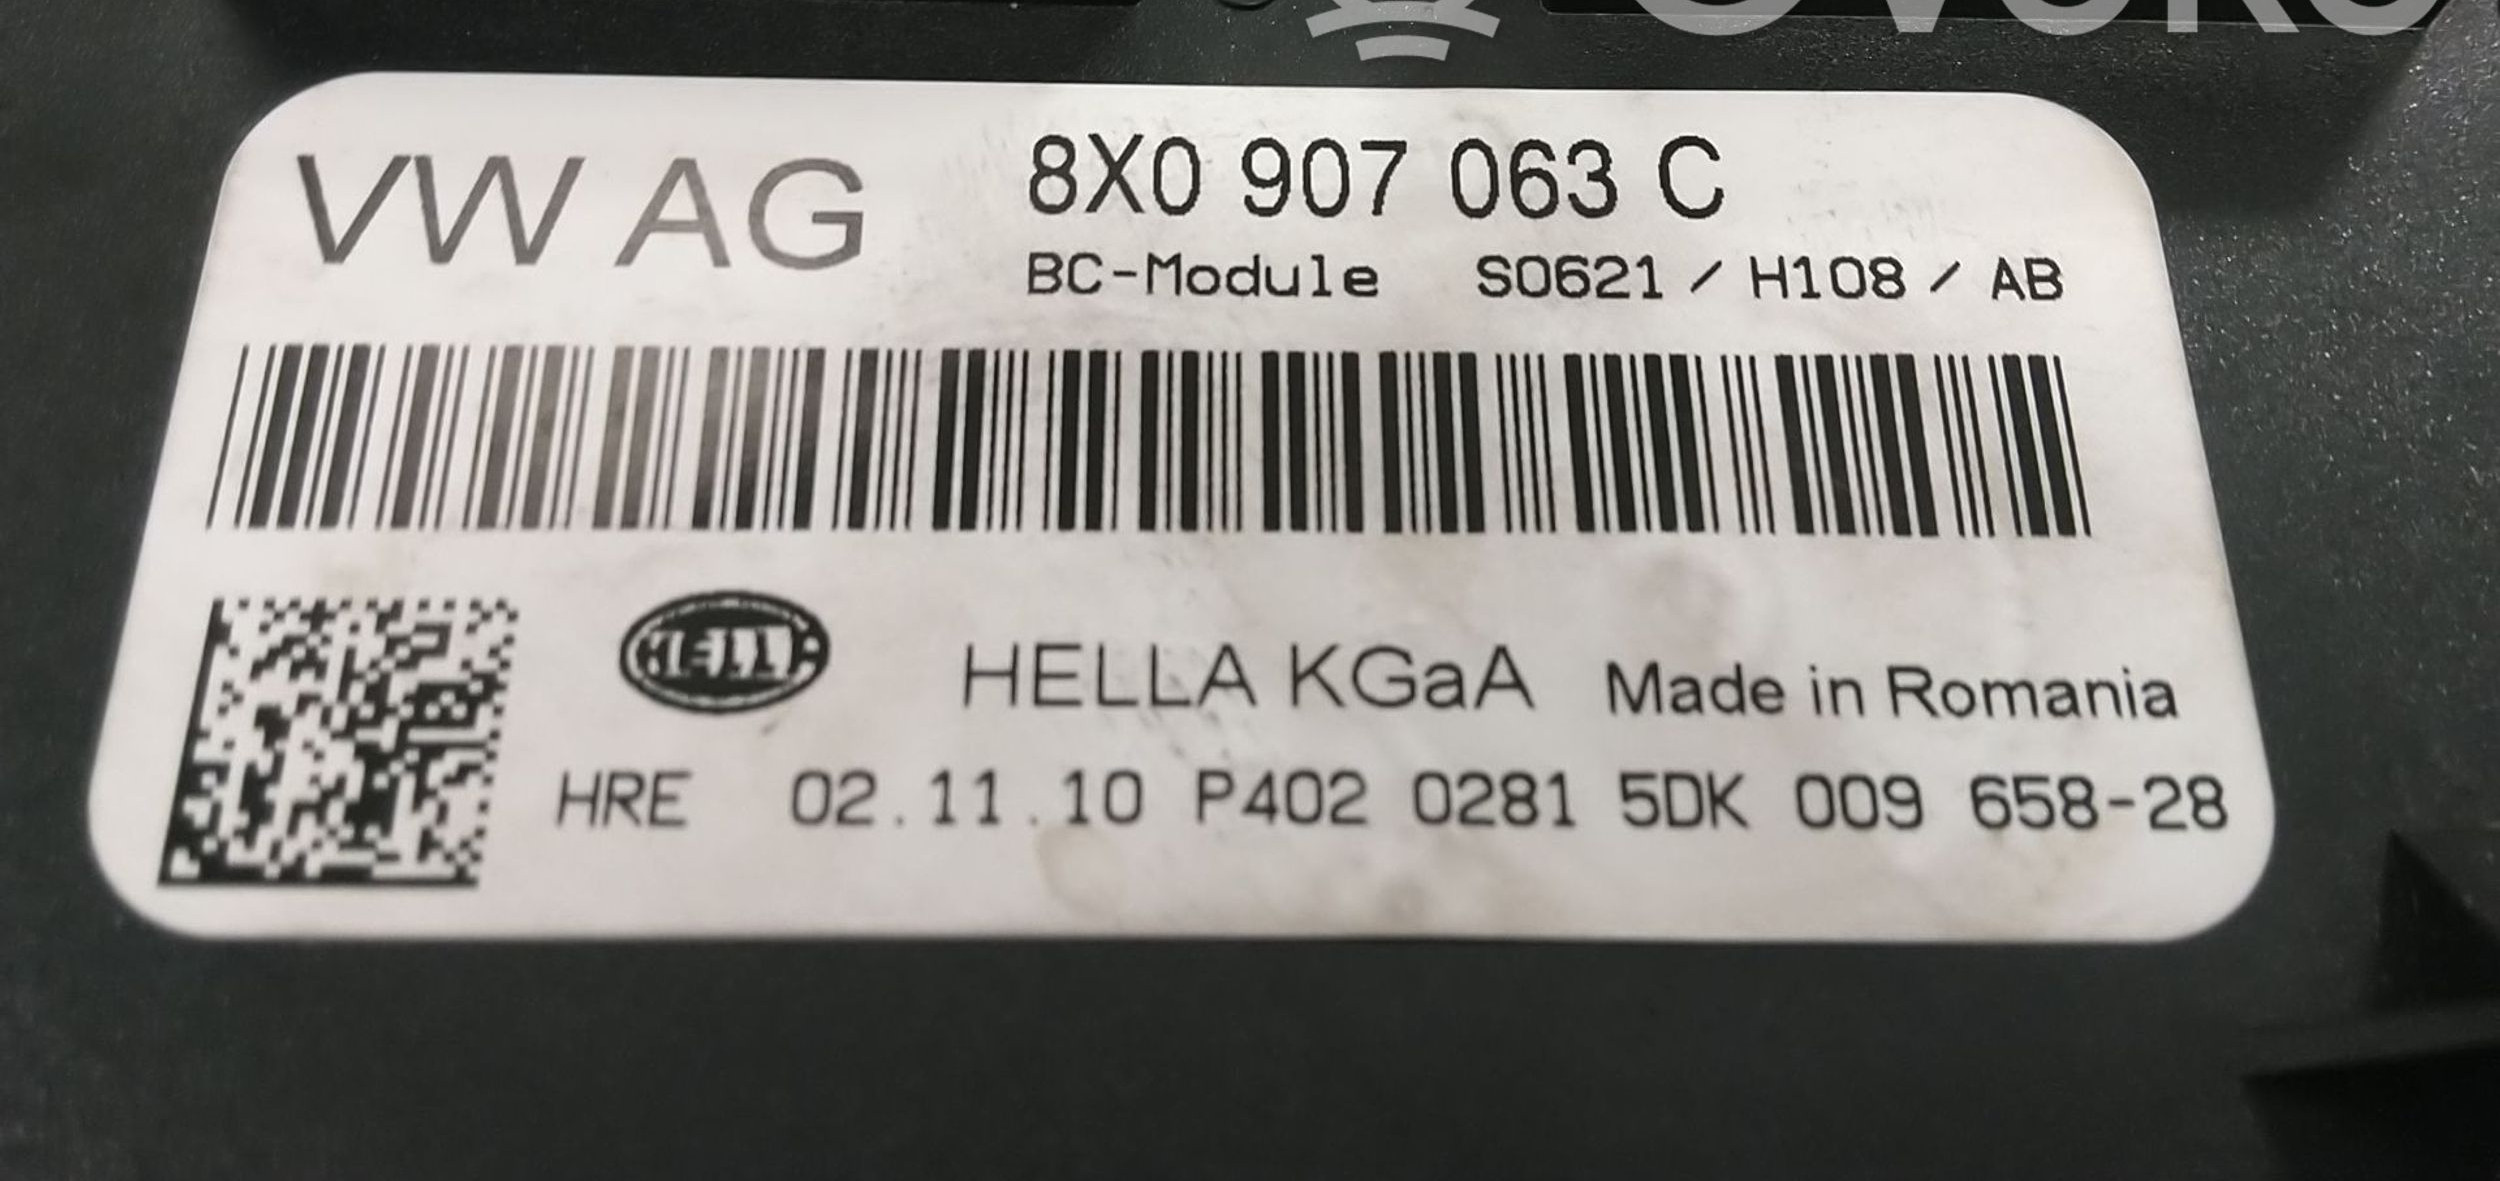 VW AG
8X0 907 063 C
BC-Module S0621 / H108 / AB
HELLA
HELLA KGaA Made in Romania
HRE 02.11.10 P402 0281 5DK 009 658-28